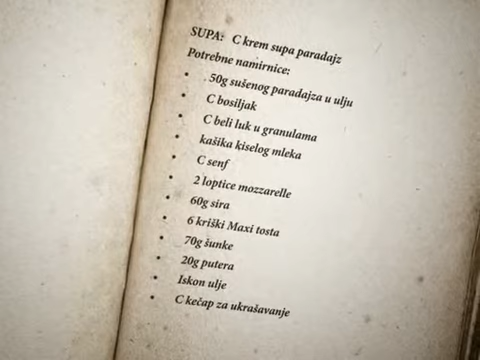 SUPA: C krem supa paradajz
Potrebne namirnice:
• 50g sušenog paradajza u ulju
• C bosiljak
• C beli luk u granulama
• kašika kiselog mleka
• C senf
• 2 loptice mozzarelle
• 60g sira
• 6 kriški Maxi tosta
• 70g šunke
• 20g putera
• Iskon ulje
• C kečap za ukrašavanje